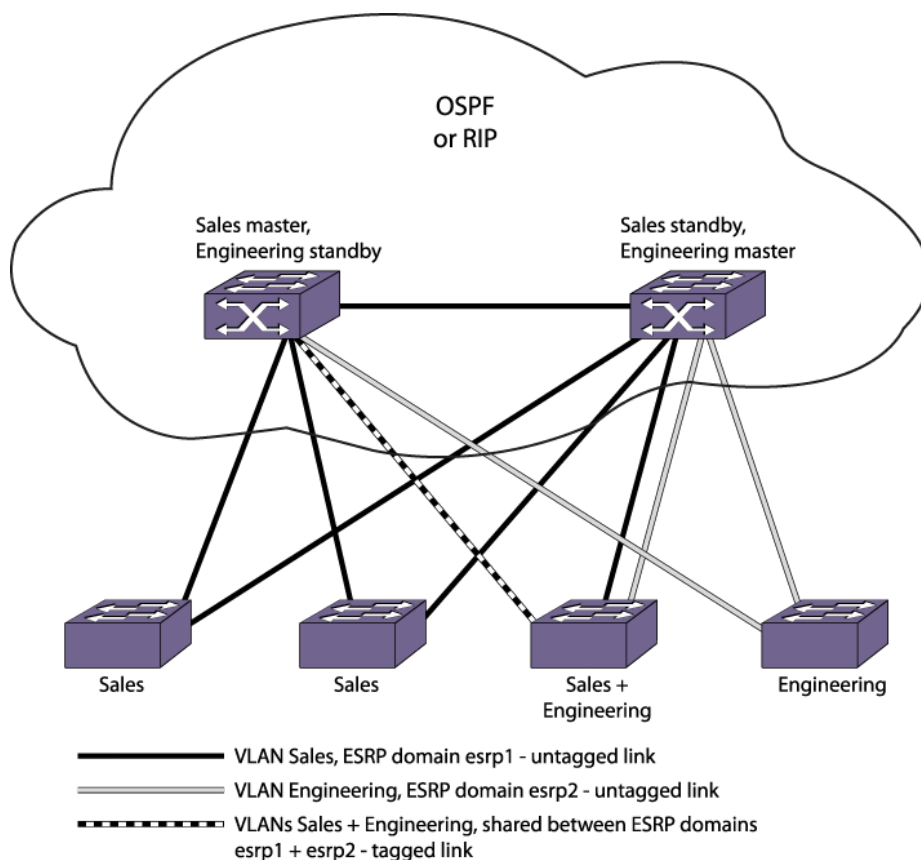 OSPF
or RIP
Sales master,
Engineering standby
Sales standby,
Engineering master
Sales
Sales
Sales +
Engineering
Engineering
VLAN Sales, ESRP domain esrp1 - untagged link
VLAN Engineering, ESRP domain esrp2 - untagged link
VLANs Sales + Engineering, shared between ESRP domains
esrp1 + esrp2 - tagged link